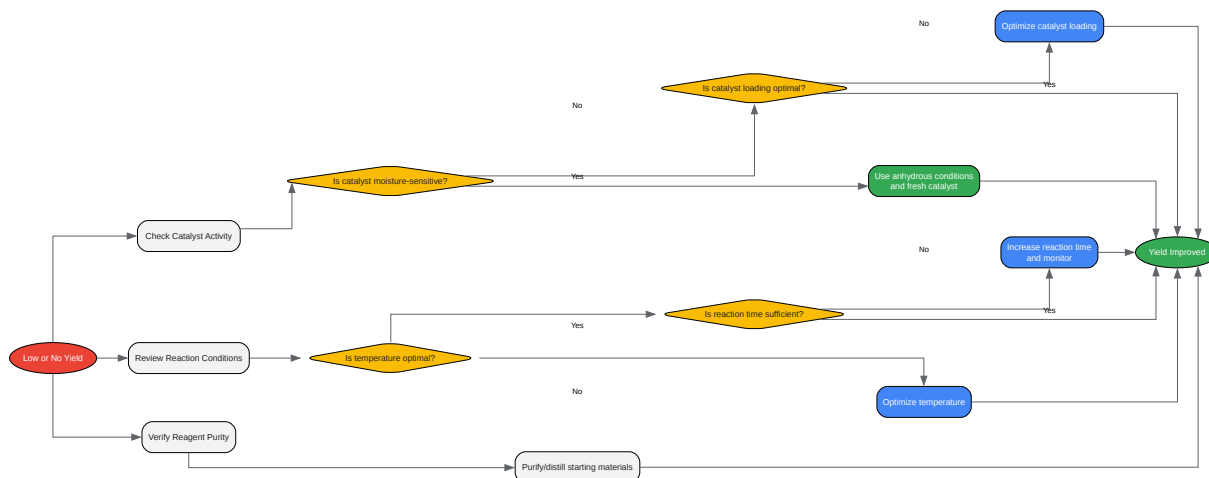 No
Optimize catalyst loading
Is catalyst loading optimal?
Yes
No
Is catalyst moisture-sensitive?
Yes
Use anhydrous conditions
and fresh catalyst
Check Catalyst Activity
No
Increase reaction time
and monitor
Yield Improved
Is reaction time sufficient?
Yes
Yes
Low or No Yield
Review Reaction Conditions
Is temperature optimal?
No
Optimize temperature
Verify Reagent Purity
Purify/distill starting materials